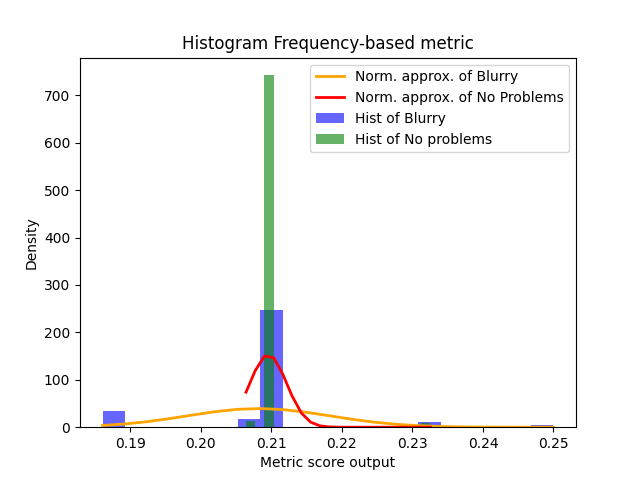 Histogram Frequency-based metric
Norm. approx. of Blurry
Norm. approx. of No Problems
Hist of Blurry
Hist of No problems
Density
700
600
500
400
300
200
100
0
0.19 0.20 0.21 0.22 0.23 0.24 0.25
Metric score output